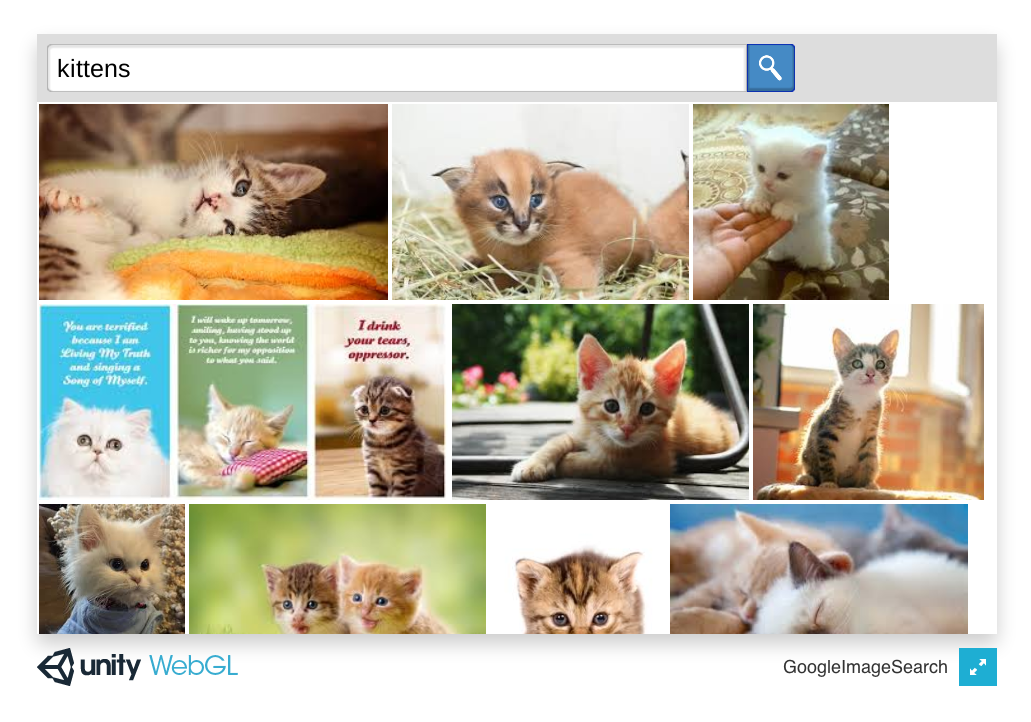 kittens
You are terrified
because I am
Living My Truth
and singing a
Song of Myself.
I will wake up tomorrow,
smiling, having stood up
to you, knowing the world
is richer for my opposition
to what you said.
I drink
your tears,
oppressor.
unity WebGL
GoogleImageSearch